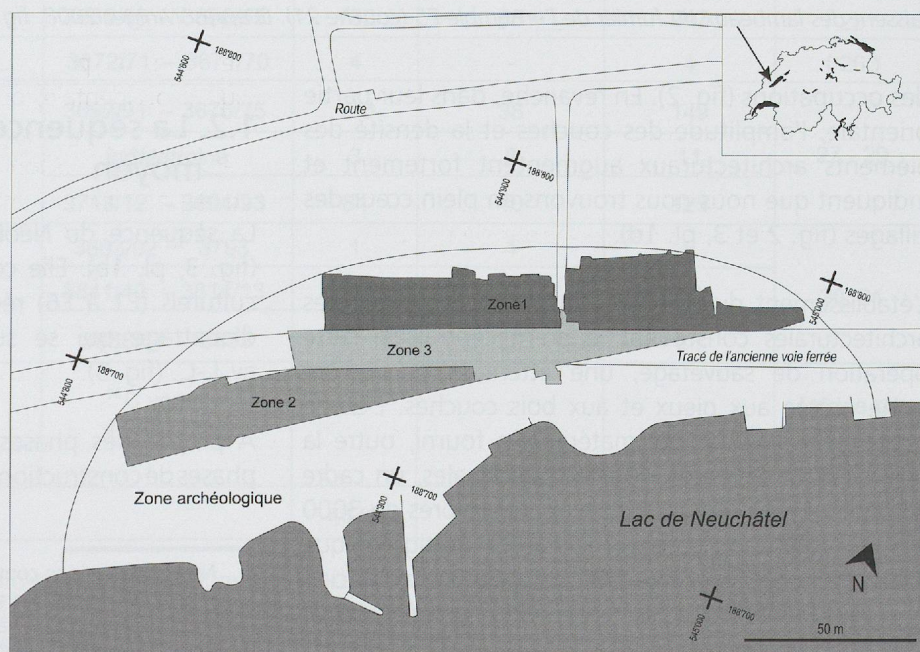 544'800 188'800
Route
544'900 188'800
Zone1
545'000 188'800
Zone 3
Tracé de l'ancienne voie ferrée
544'800 188'700
Zone 2
Zone archéologique
544'900 188'700
Lac de Neuchâtel
N
545'000 188'700
50 m